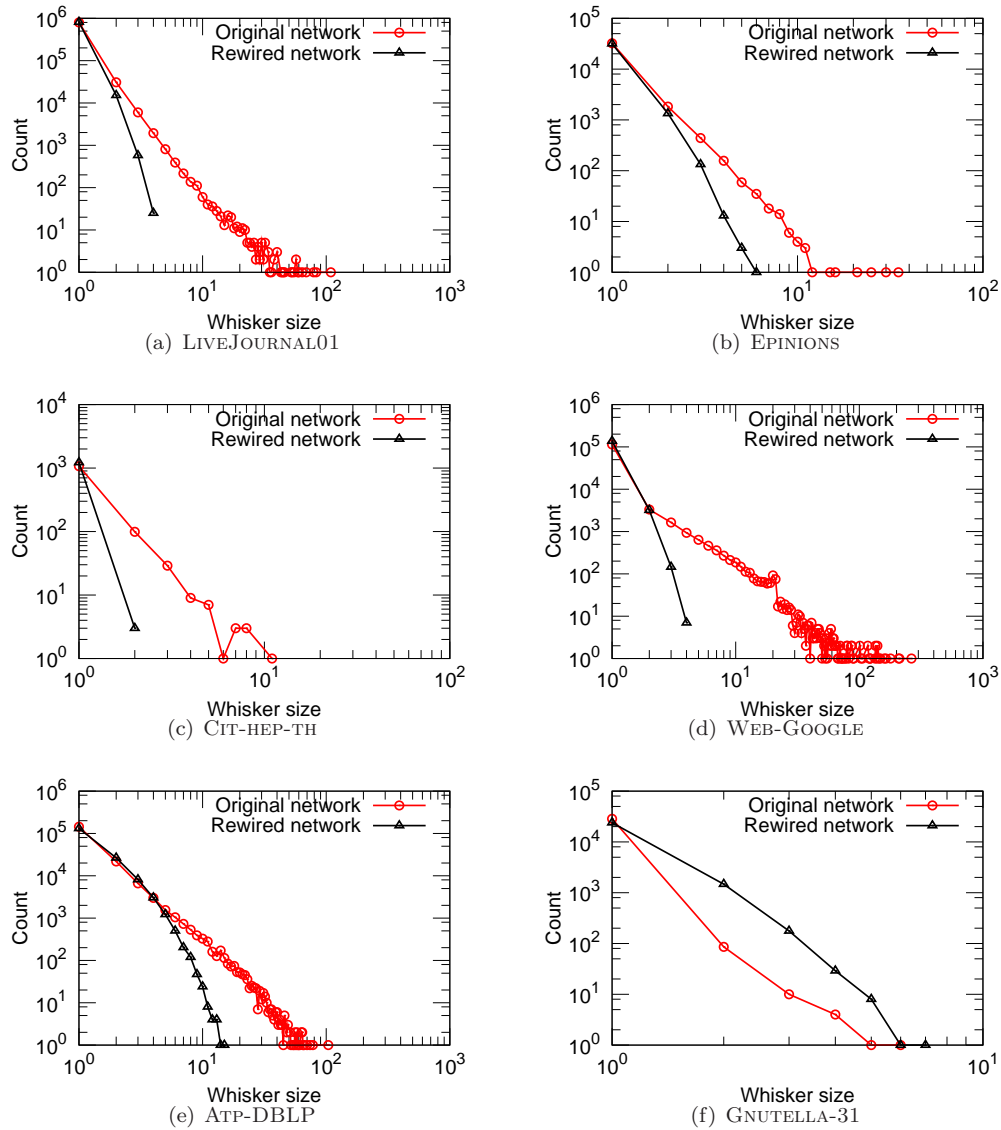 10^6
10^5
10^4
10^3
10^2
10^1
10^0
10^0 10^1 10^2 10^3
Count
Whisker size
Original network
Rewired network
(a) LIVEJOURNAL01
10^5
10^4
10^3
10^2
10^1
10^0
10^0 10^1 10^2
Count
Whisker size
Original network
Rewired network
(b) EPINIONS
10^4
10^3
10^2
10^1
10^0
10^0 10^1 10^2
Count
Whisker size
Original network
Rewired network
(c) CIT-HEP-TH
10^6
10^5
10^4
10^3
10^2
10^1
10^0
10^0 10^1 10^2 10^3
Count
Whisker size
Original network
Rewired network
(d) WEB-GOOGLE
10^6
10^5
10^4
10^3
10^2
10^1
10^0
10^0 10^1 10^2 10^3
Count
Whisker size
Original network
Rewired network
(e) ATP-DBLP
10^5
10^4
10^3
10^2
10^1
10^0
10^0 10^1
Count
Whisker size
Original network
Rewired network
(f) GNUTELLA-31